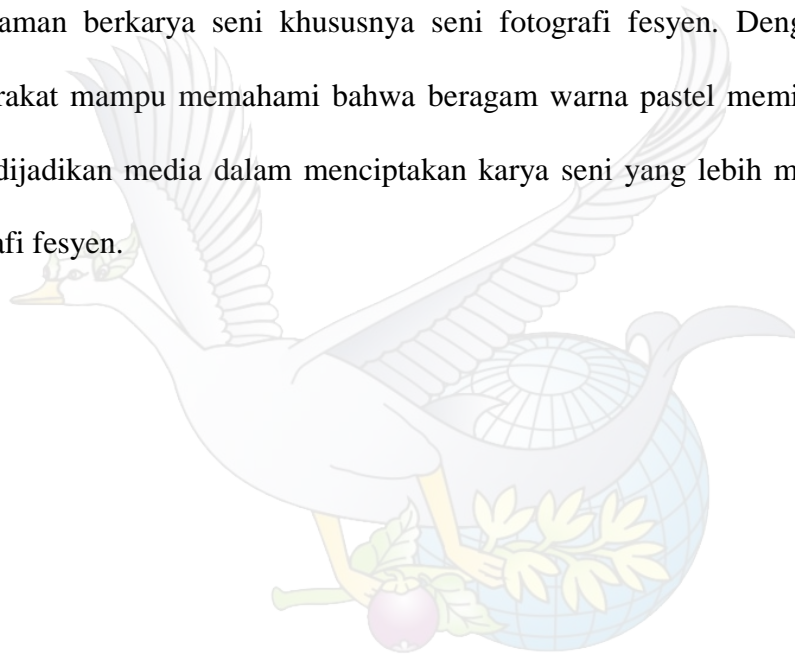 aman berkarya seni khususnya seni fotografi fesyen. Deng
rakat mampu memahami bahwa beragam warna pastel memi
dijadikan media dalam menciptakan karya seni yang lebih m
afi fesyen.